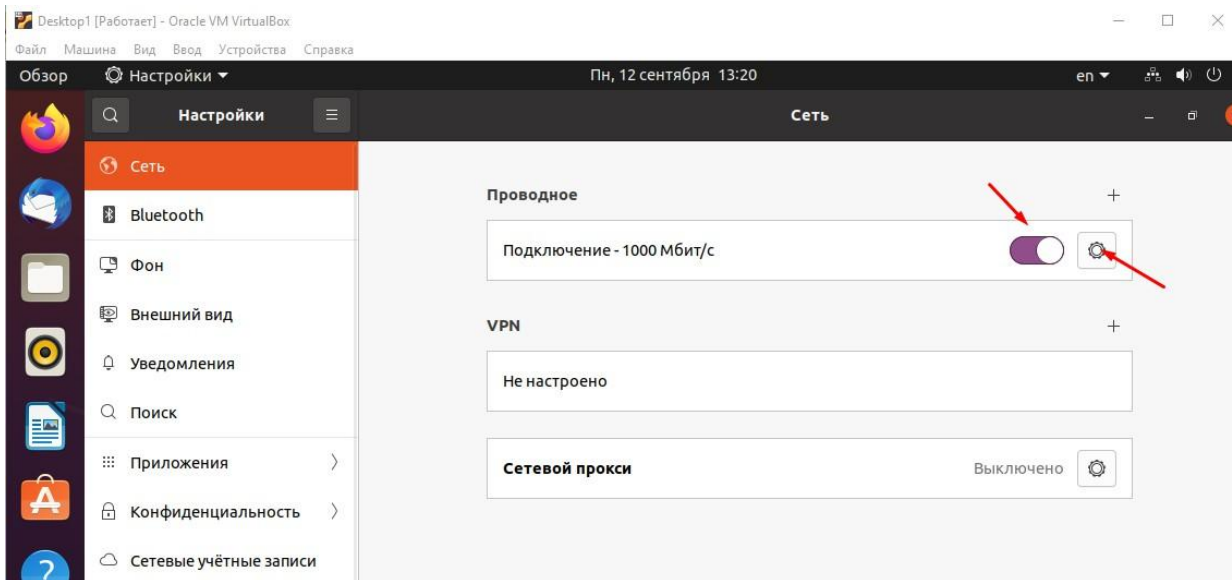 Desktop1 [Работает] - Oracle VM VirtualBox
Файл Машина Вид Ввод Устройства Справка
Обзор Настройки Пн, 12 сентября 13:20 en
Настройки Сеть
Сеть
Bluetooth
Фон
Внешний вид
Уведомления
Поиск
Приложения
Конфиденциальность
Сетевые учётные записи
Проводное
Подключение - 1000 Мбит/с
VPN
Не настроено
Сетевой прокси Выключено